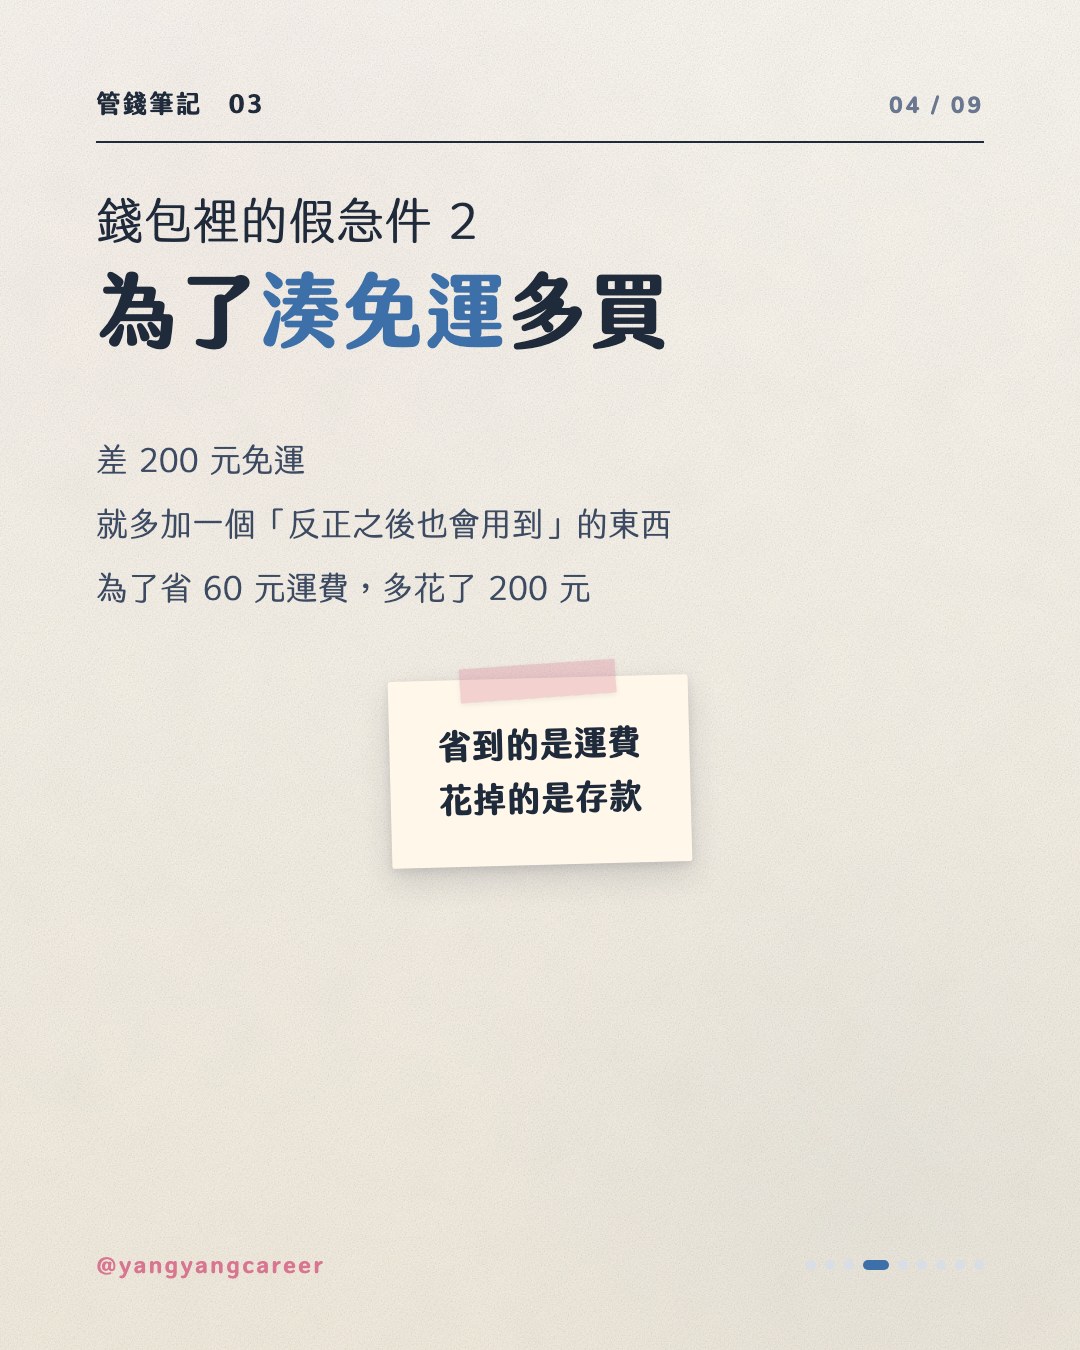 管錢筆記 03
04 / 09
錢包裡的假急件 2
為了湊免運多買
差 200 元免運
就多加一個「反正之後也會用到」的東西
為了省 60 元運費，多花了 200 元
省到的是運費
花掉的是存款
@yangyangcareer